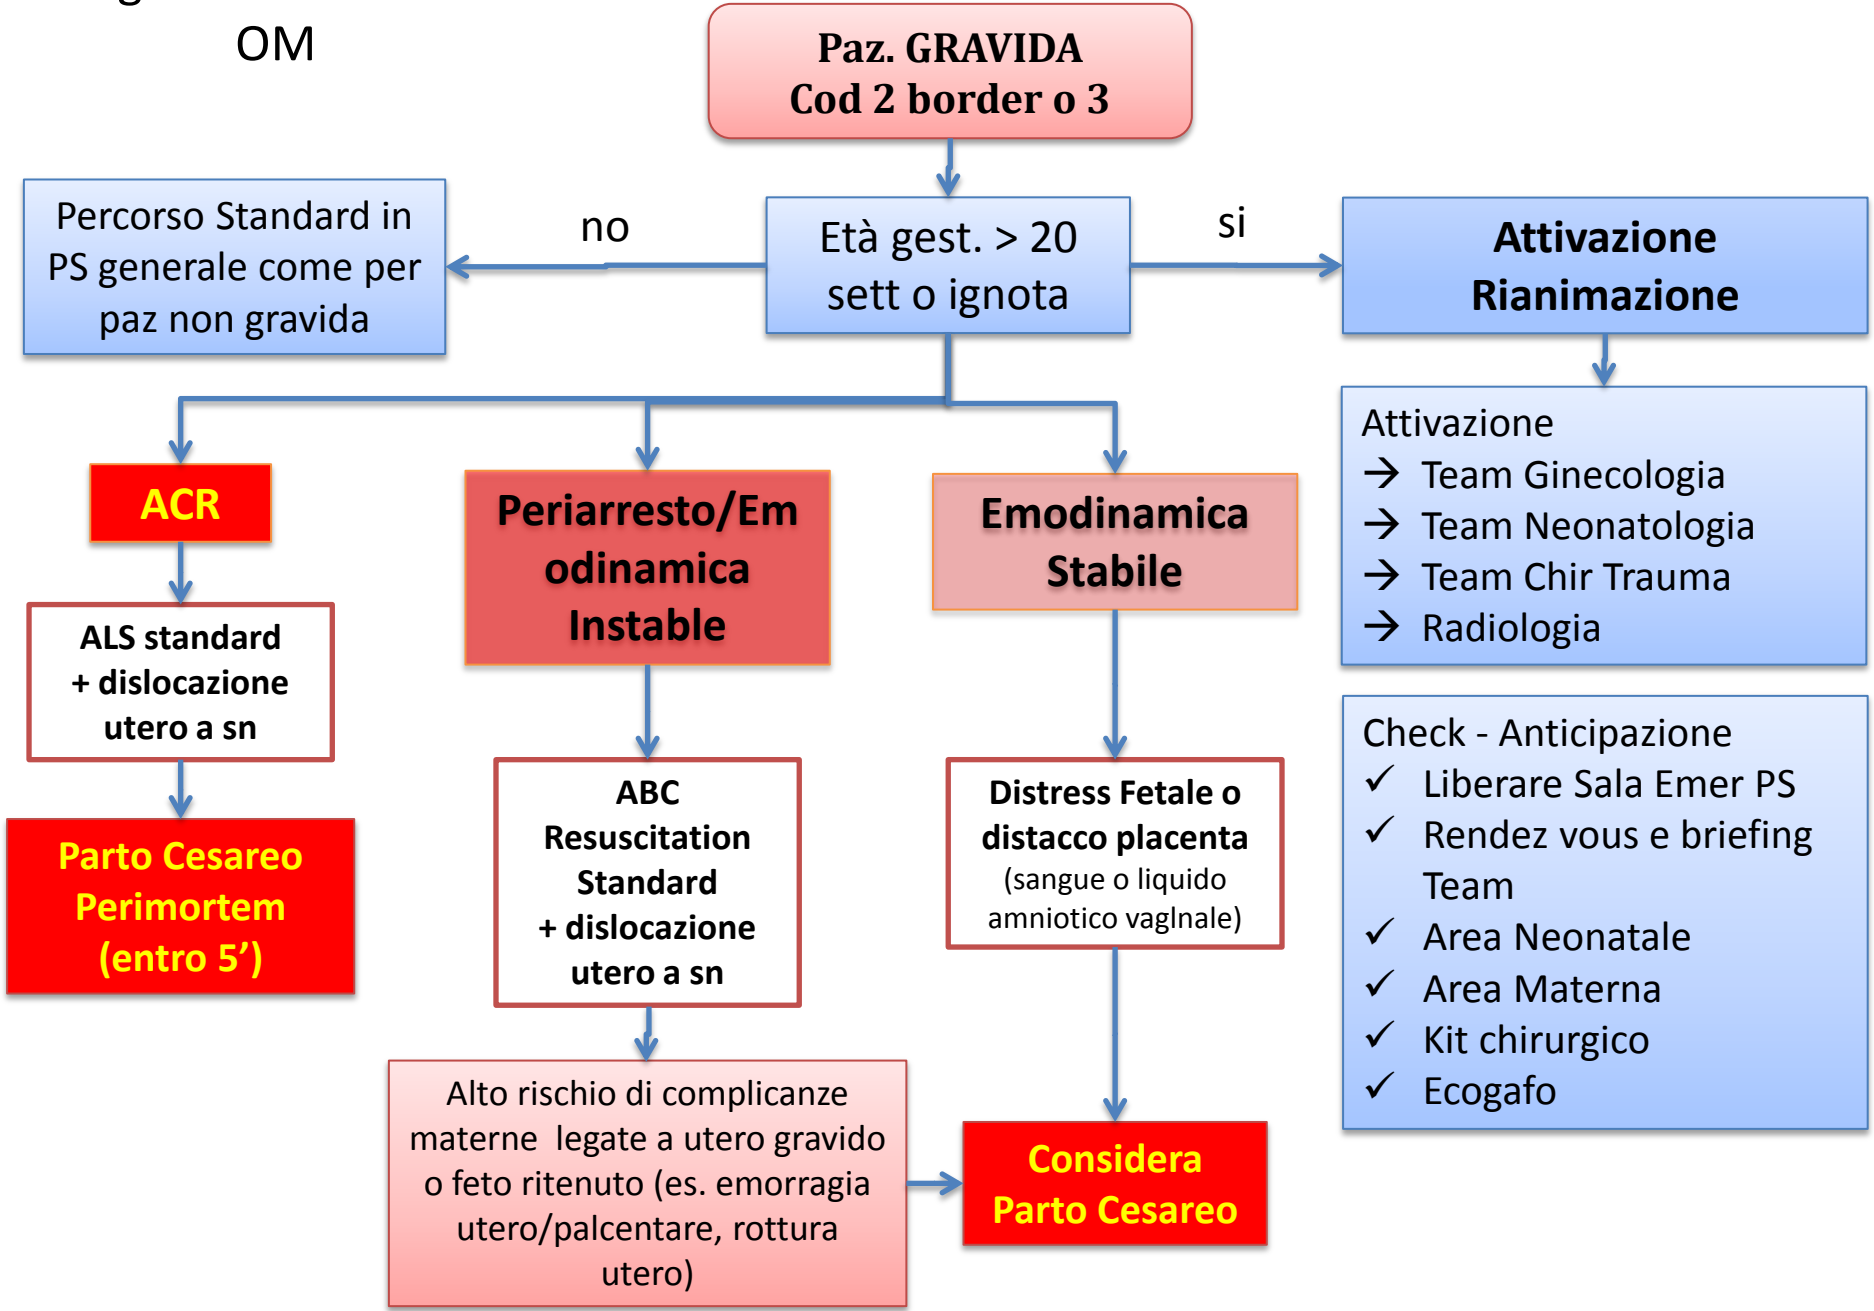 OM
Paz. GRAVIDA
Cod 2 border o 3
Percorso Standard in
PS generale come per
paz non gravida
no
Età gest. > 20
sett o ignota
si
Attivazione
Rianimazione
Attivazione
→ Team Ginecologia
→ Team Neonatologia
→ Team Chir Trauma
→ Radiologia
ACR
Periarresto/Em
odinamica
Instable
Emodinamica
Stabile
ALS standard
+ dislocazione
utero a sn
Parto Cesareo
Perimortem
(entro 5’)
ABC
Resuscitation
Standard
+ dislocazione
utero a sn
Distress Fetale o
distacco placenta
(sangue o liquido
amniotico vagInale)
Check - Anticipazione
✓ Liberare Sala Emer PS
✓ Rendez vous e briefing
Team
✓ Area Neonatale
✓ Area Materna
✓ Kit chirurgico
✓ Ecogafo
Alto rischio di complicanze
materne legate a utero gravido
o feto ritenuto (es. emorragia
utero/palcentare, rottura
utero)
Considera
Parto Cesareo